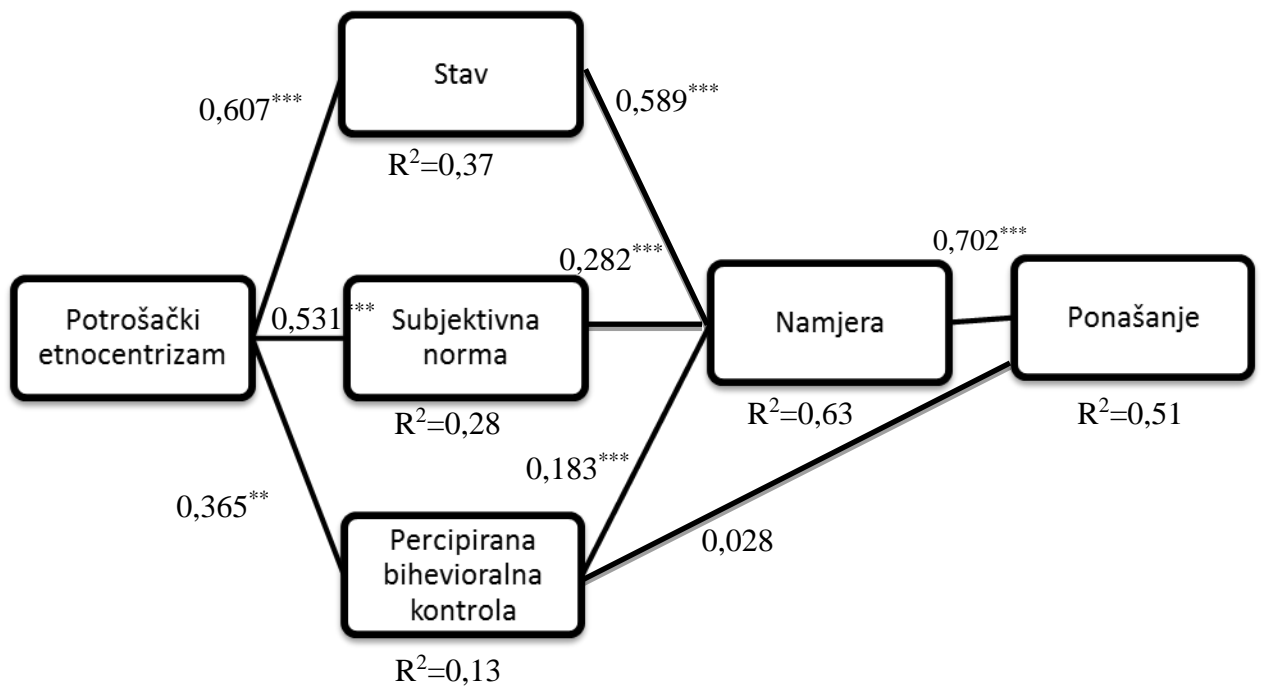 Stav
0,607***
0,589***
R²=0,37
0,282***
0,702***
Potrošački
etnocentrizam
0,531***
Subjektivna
norma
Namjera
Ponašanje
R²=0,28
R²=0,63
R²=0,51
0,183***
0,365**
Percipirana
bihevioralna
kontrola
0,028
R²=0,13